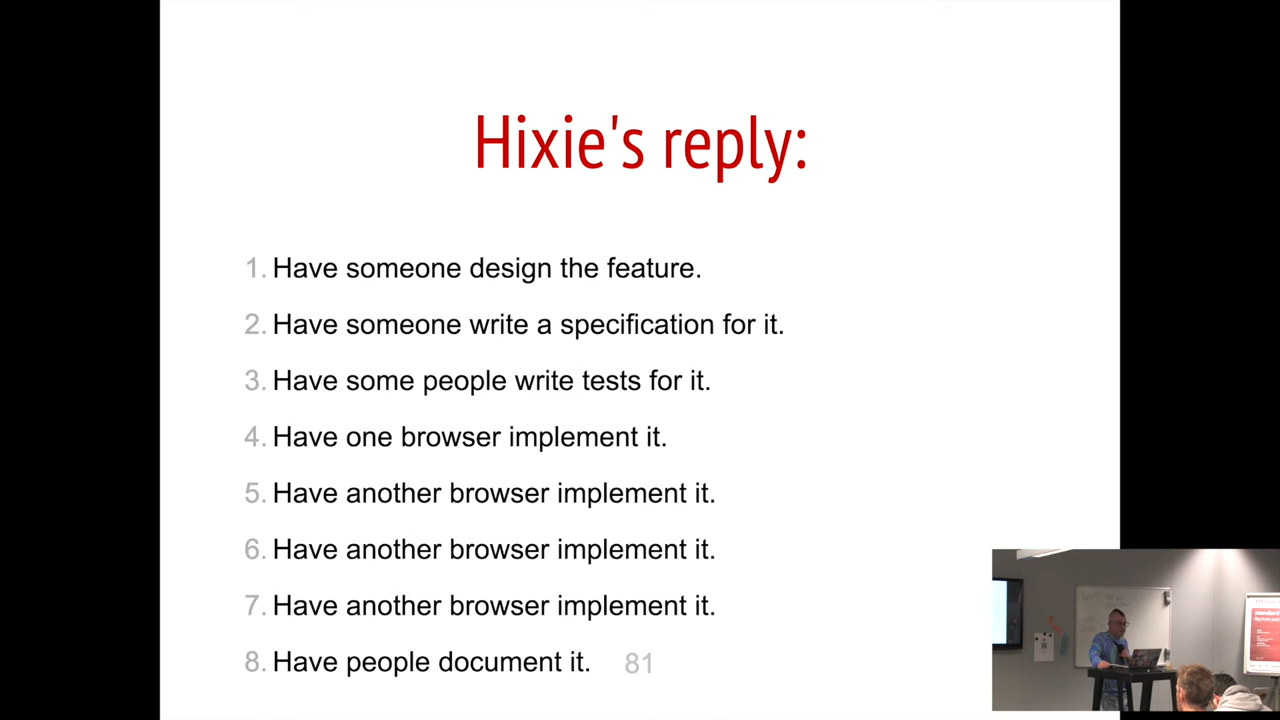 Hixie's reply:
1. Have someone design the feature.
2. Have someone write a specification for it.
3. Have some people write tests for it.
4. Have one browser implement it.
5. Have another browser implement it.
6. Have another browser implement it.
7. Have another browser implement it.
8. Have people document it.
81